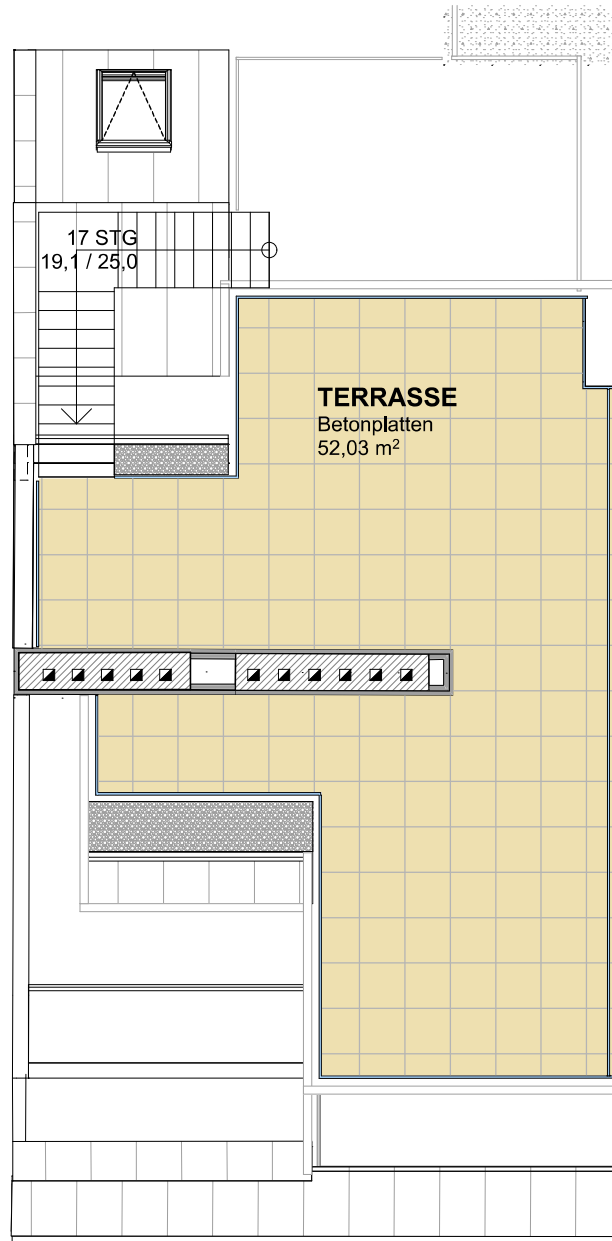 17 STG
19,1 / 25,0
TERRASSE
Betonplatten
52,03 m²